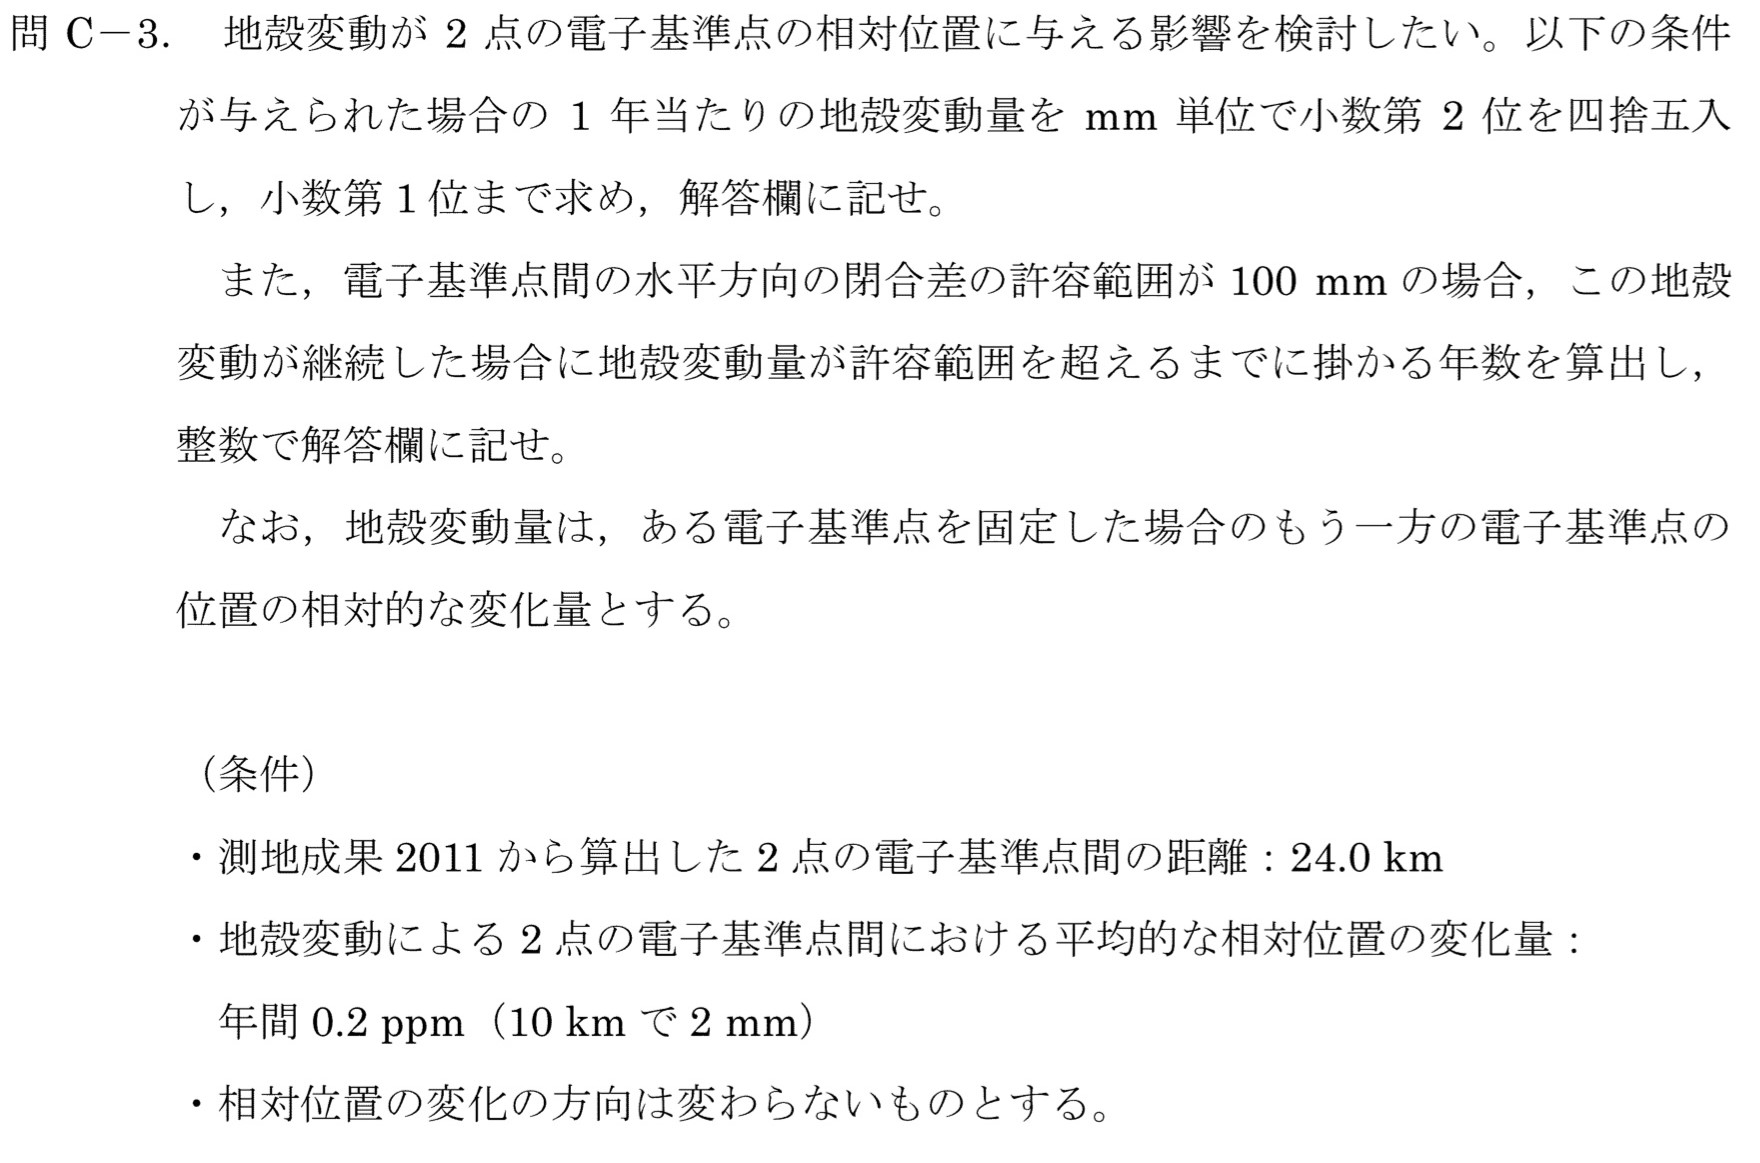 問 C－3.　地殻変動が 2 点の電子基準点の相対位置に与える影響を検討したい。以下の条件
が与えられた場合の 1 年当たりの地殻変動量を mm 単位で小数第 2 位を四捨五入
し，小数第 1 位まで求め，解答欄に記せ。
また，電子基準点間の水平方向の閉合差の許容範囲が 100 mm の場合，この地殻
変動が継続した場合に地殻変動量が許容範囲を超えるまでに掛かる年数を算出し，
整数で解答欄に記せ。
なお，地殻変動量は，ある電子基準点を固定した場合のもう一方の電子基準点の
位置の相対的な変化量とする。
（条件）
・測地成果 2011 から算出した 2 点の電子基準点間の距離：24.0 km
・地殻変動による 2 点の電子基準点間における平均的な相対位置の変化量：
年間 0.2 ppm（10 km で 2 mm）
・相対位置の変化の方向は変わらないものとする。